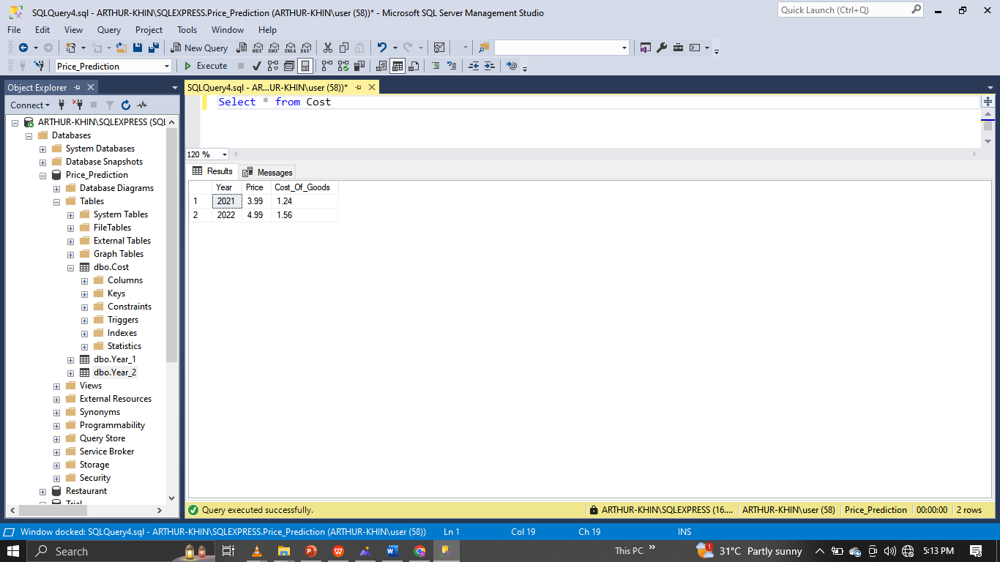 SQLQuery4.sql - ARTHUR-KHIN\SQLEXPRESS.Price_Prediction (ARTHUR-KHIN\user (58))* - Microsoft SQL Server Management Studio
Quick Launch (Ctrl+Q)
File Edit View Query Project Tools Window Help
New Query MDX DMX XMLA DAX
Price_Prediction Execute
Object Explorer
SQLQuery4.sql - AR...UR-KHIN\user (58))*
Connect
Select * from Cost
ARTHUR-KHIN\SQLEXPRESS (SQL
Databases
System Databases
Database Snapshots
Price_Prediction
Database Diagrams
Tables
System Tables
FileTables
External Tables
Graph Tables
dbo.Cost
Columns
Keys
Constraints
Triggers
Indexes
Statistics
dbo.Year_1
dbo.Year_2
Views
External Resources
Synonyms
Programmability
Query Store
Service Broker
Storage
Security
Restaurant
Trial
120 %
Results Messages
Year Price Cost_Of_Goods
1 2021 3.99 1.24
2 2022 4.99 1.56
Query executed successfully.
ARTHUR-KHIN\SQLEXPRESS (16.... ARTHUR-KHIN\user (58) Price_Prediction 00:00:00 2 rows
Window docked: SQLQuery4.sql - ARTHUR-KHIN\SQLEXPRESS.Price_Prediction (ARTHUR-KHIN\user (58)) Ln 1 Col 19 Ch 19 INS
Search This PC » 1 31°C Partly sunny 5:13 PM